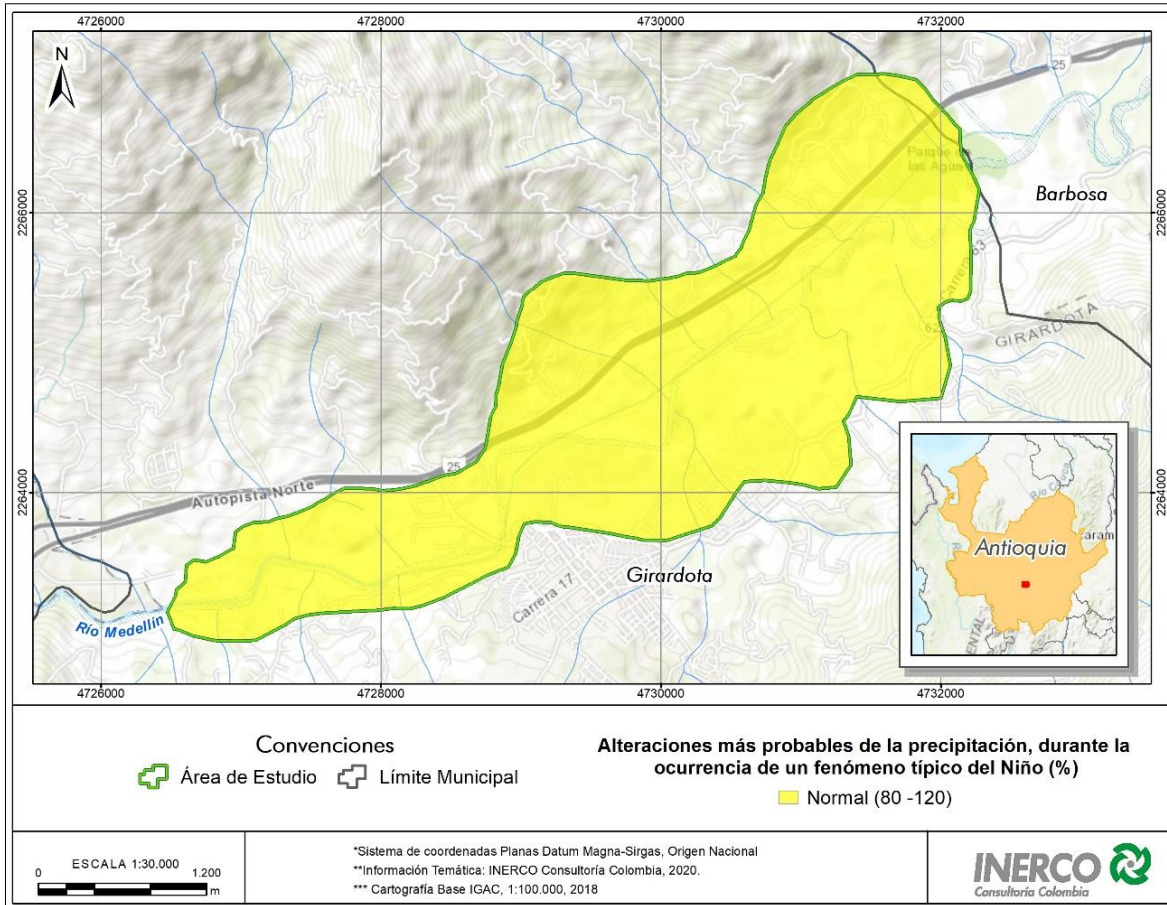 4726000
4728000
4730000
4732000
N
25
Parque de
las Aguas
Barbosa
2266000
2266000
Carrera 63
62
GIRARDOTA
25
Autopista Norte
2264000
2264000
Girardota
Carrera 17
Río Medellín
Antioquia
4726000
4728000
4730000
4732000
Convenciones
Área de Estudio
Límite Municipal
Alteraciones más probables de la precipitación, durante la
ocurrencia de un fenómeno típico del Niño (%)
Normal (80 -120)
ESCALA 1:30.000
0
1.200
m
*Sistema de coordenadas Planas Datum Magna-Sirgas, Origen Nacional
**Información Temática: INERCO Consultoría Colombia, 2020.
*** Cartografía Base IGAC, 1:100.000, 2018
INERCO
Consultoría Colombia